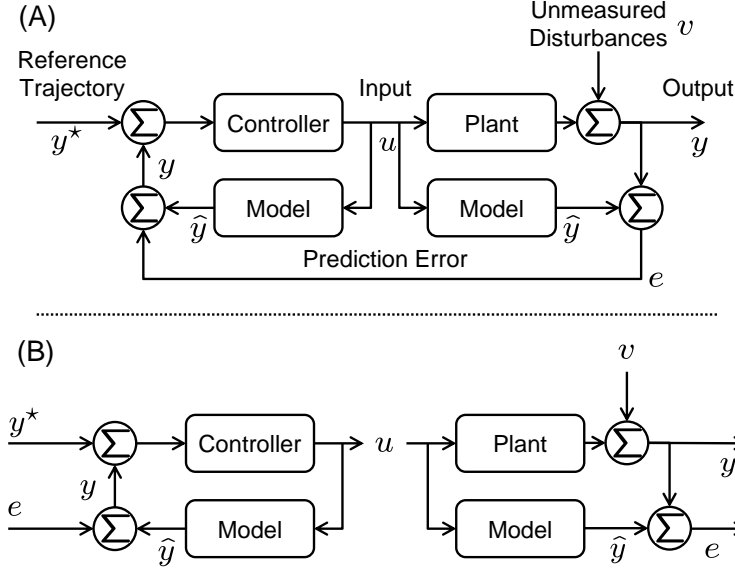 (A)
Unmeasured
Disturbances v
Reference
Trajectory
Input
Output
y⋆
Σ
Controller
u
Plant
Σ
y
y
Σ
ŷ
Model
Model
ŷ
Σ
Prediction Error
e
(B)
v
y⋆
Σ
Controller
u
Plant
Σ
y
y
e
Σ
ŷ
Model
Model
ŷ
Σ
e